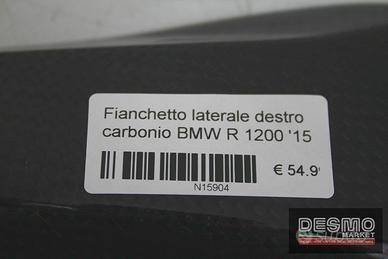 Fianchetto laterale destro
carbonio BMW R 1200 '15
€ 54.9
N15904
DESMO
MARKET